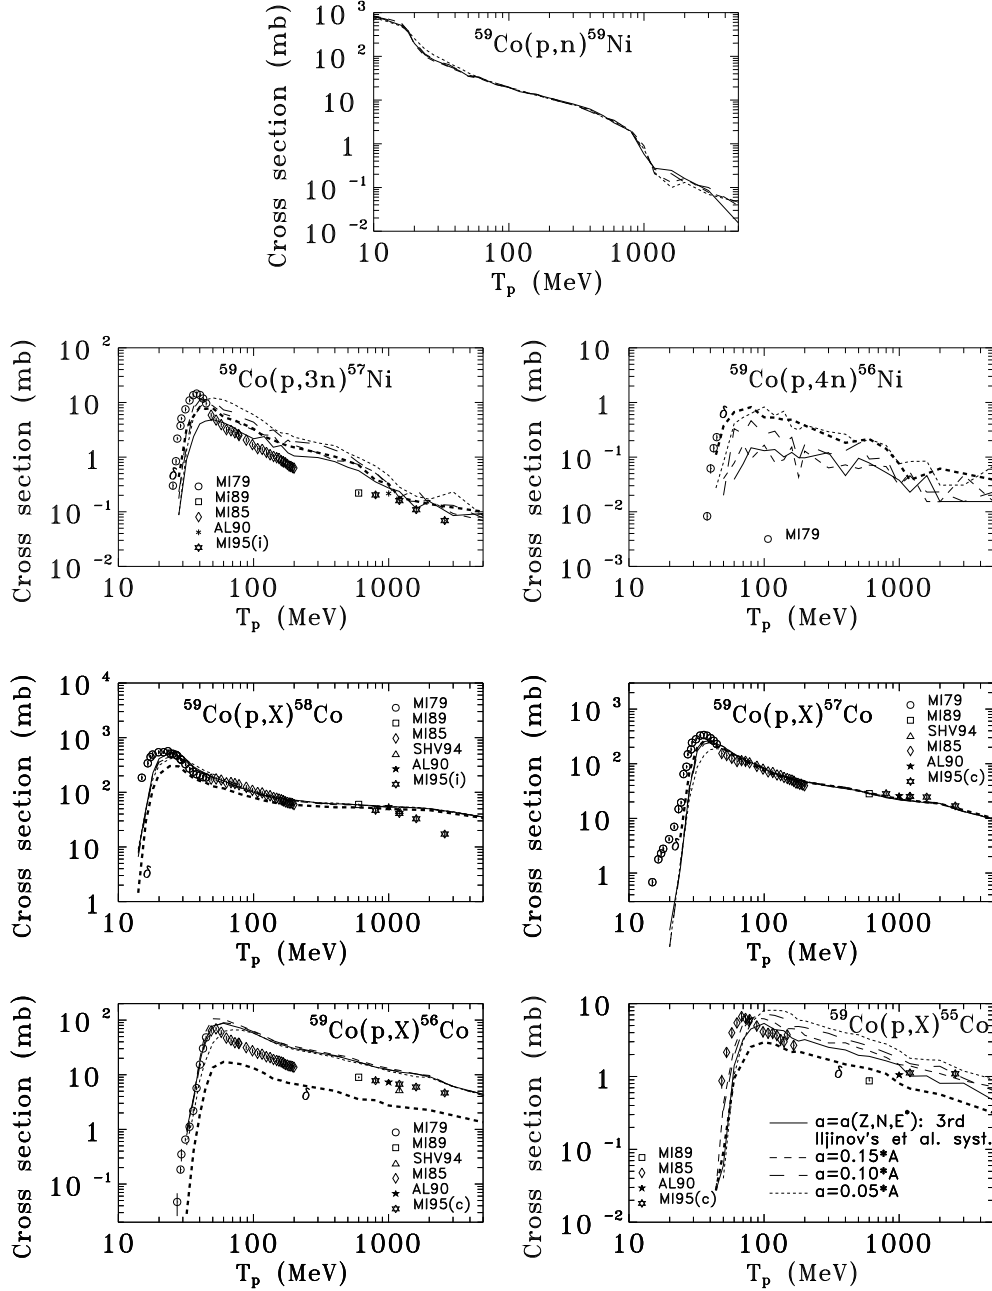 Cross section (mb)
⁵⁹Co(p,n)⁵⁹Ni
10 ²
10
1
10 ⁻¹
10 ⁻²
10 100 1000
Tₚ (MeV)
Cross section (mb)
⁵⁹Co(p,3n)⁵⁷Ni
10 ²
10
1
10 ⁻¹
10 ⁻²
MI79
MI89
MI85
AL90
MI95(i)
10 100 1000
Tₚ (MeV)
Cross section (mb)
⁵⁹Co(p,4n)⁵⁶Ni
10
1
10 ⁻¹
10 ⁻²
10 ⁻³
δ
MI79
10 100 1000
Tₚ (MeV)
Cross section (mb)
⁵⁹Co(p,X)⁵⁸Co
10 ⁴
10 ³
10 ²
10
1
MI79
MI89
MI85
SHV94
AL90
MI95(i)
δ
10 100 1000
Tₚ (MeV)
Cross section (mb)
⁵⁹Co(p,X)⁵⁷Co
10 ²
10
1
MI79
MI89
SHV94
MI85
AL90
MI95(c)
δ
10 100 1000
Tₚ (MeV)
Cross section (mb)
⁵⁹Co(p,X)⁵⁶Co
10 ²
10
1
10 ⁻¹
δ
MI79
MI89
SHV94
MI85
AL90
MI95(c)
10 100 1000
Tₚ (MeV)
Cross section (mb)
⁵⁹Co(p,X)⁵⁵Co
10
1
10 ⁻¹
10 ⁻²
δ
MI89
MI85
AL90
MI95(c)
a=a(Z,N,E*): 3rd
Iljinov's et al. syst.
a=0.15*A
a=0.10*A
a=0.05*A
10 100 1000
Tₚ (MeV)